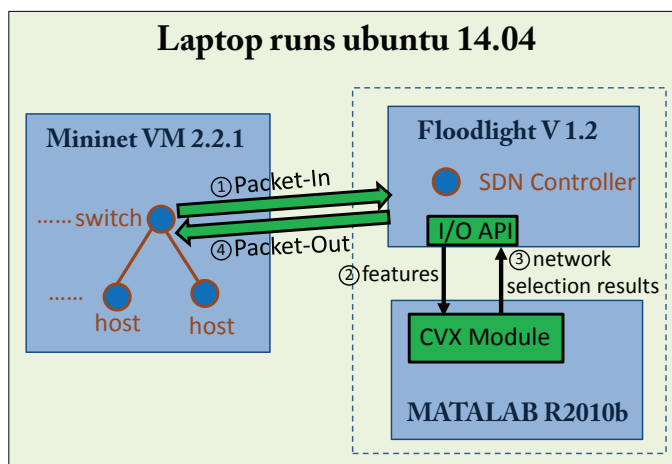 Laptop runs ubuntu 14.04
Mininet VM 2.2.1
Floodlight V 1.2
①Packet-In
SDN Controller
......switch
④Packet-Out
I/O API
②features
③network
selection results
......
host
host
CVX Module
MATALAB R2010b